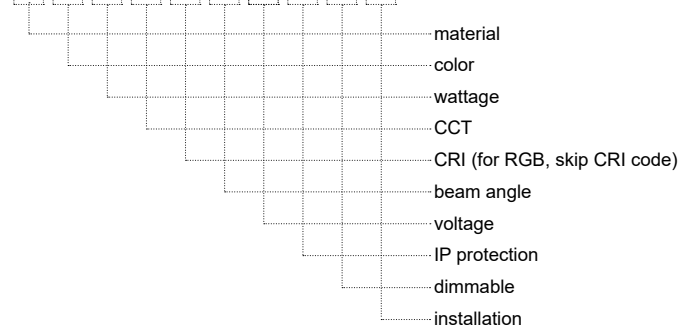 material
color
wattage
CCT
CRI (for RGB, skip CRI code)
beam angle
voltage
IP protection
dimmable
installation